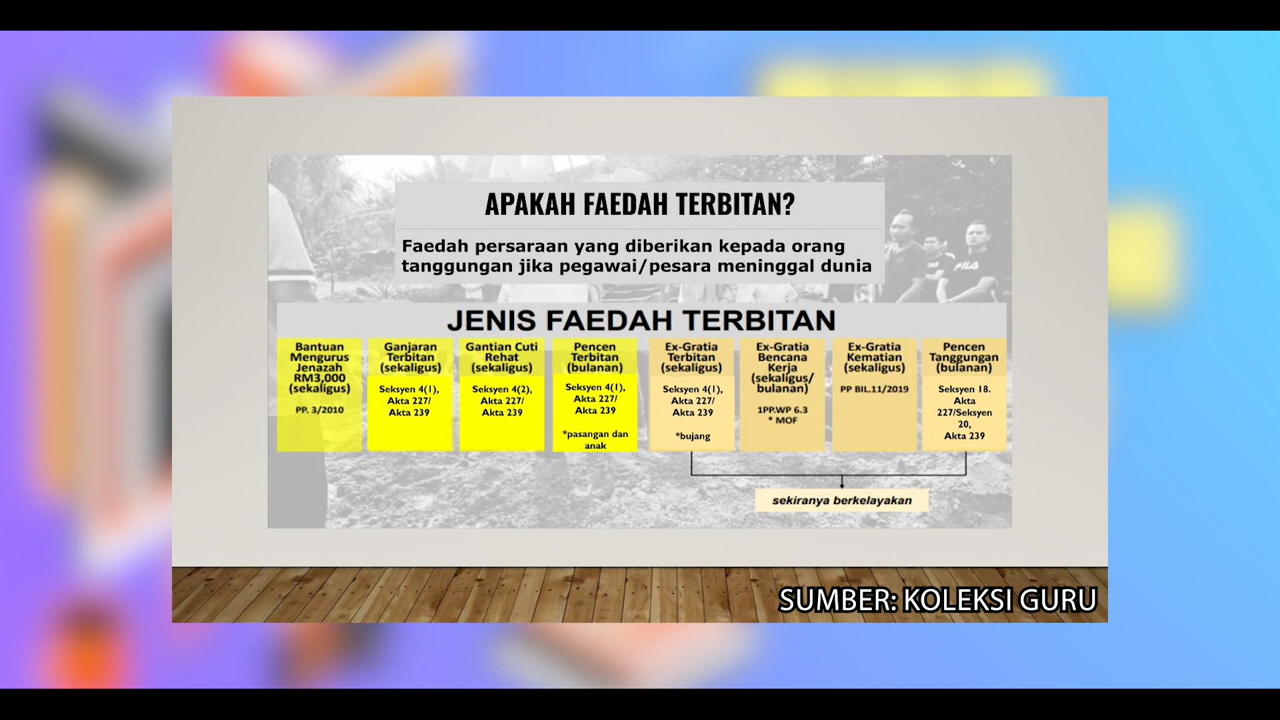 APAKAH FAEDAH TERBITAN?
Faedah persaraan yang diberikan kepada orang
tanggungan jika pegawai/pesara meninggal dunia
JENIS FAEDAH TERBITAN
Bantuan
Mengurus
Jenazah
RM3,000
(sekaligus)
PP. 3/2010
Ganjaran
Terbitan
(sekaligus)
Seksyen 4(1),
Akta 227/
Akta 239
Gantian Cuti
Rehat
(sekaligus)
Seksyen 4(2),
Akta 227/
Akta 239
Pencen
Terbitan
(bulanan)
Seksyen 4(1),
Akta 227/
Akta 239
*pasangan dan
anak
Ex-Gratia
Terbitan
(sekaligus)
Seksyen 4(1),
Akta 227/
Akta 239
*bujang
Ex-Gratia
Bencana
Kerja
(sekaligus/
bulanan)
1PP.WP 6.3
* MOF
Ex-Gratia
Kematian
(sekaligus)
PP BIL.11/2019
Pencen
Tanggungan
(bulanan)
Seksyen 18.
Akta
227/Seksyen
20,
Akta 239
sekiranya berkelayakan
FILA
SUMBER: KOLEKSI GURU